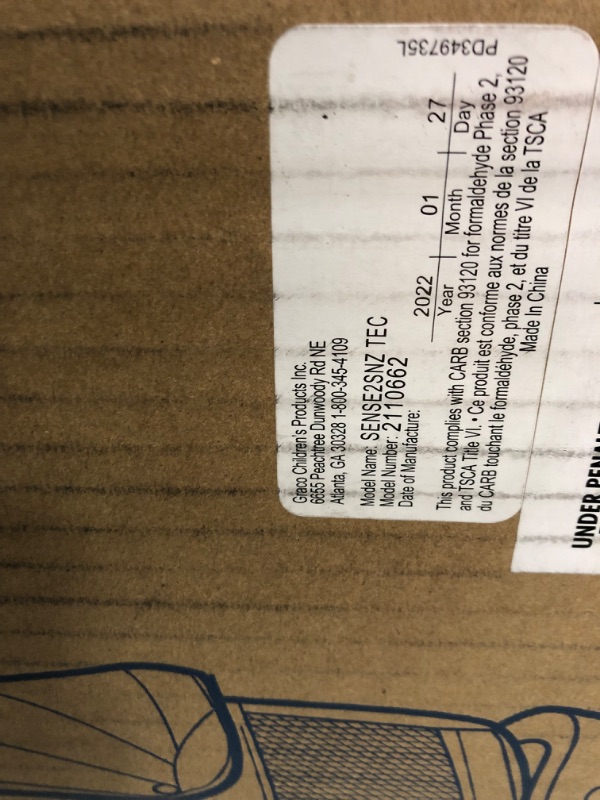 Graco Children's Products Inc.
6655 Peachtree Dunwoody Rd NE
Atlanta, GA 30328 1-800-345-4109
Model Name: SENSE2SNZ TEC
Model Number: 2110662
Date of Manufacture:
2022 01 27
Year Month Day
This product complies with CARB section 93120 for formaldehyde Phase 2,
and TSCA Title VI. • Ce produit est conforme aux normes de la section 93120
du CARB touchant le formaldéhyde, phase 2, et du titre VI de la TSCA
Made In China
PD349735L
UNDER